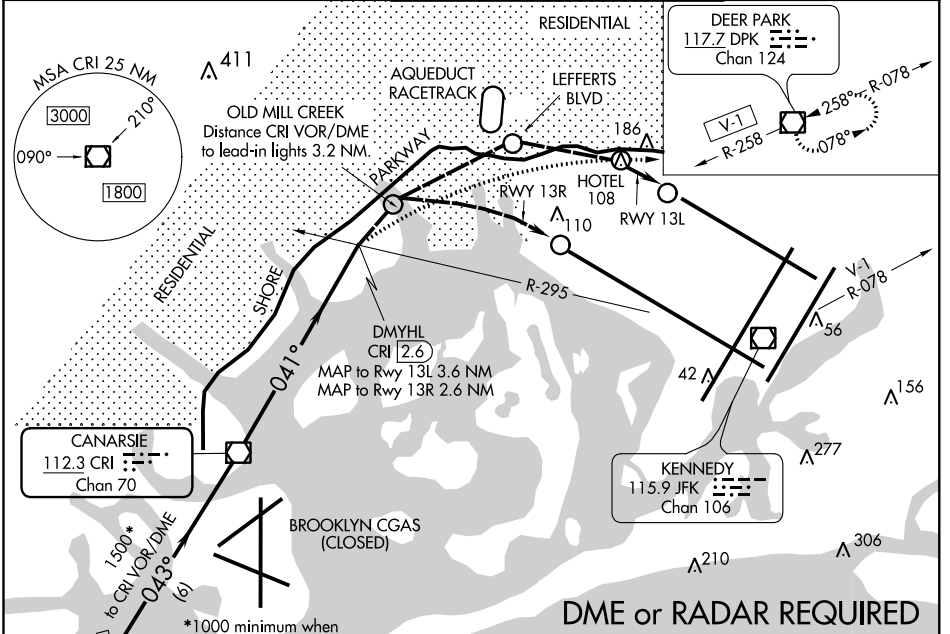 RESIDENTIAL
DEER PARK
117.7 DPK
Chan 124
258°
R-078
078°
V-1
R-258
411
MSA CRI 25 NM
3000
210°
090°
1800
AQUEDUCT
RACETRACK
LEFFERTS
BLVD
OLD MILL CREEK
Distance CRI VOR/DME
to lead-in lights 3.2 NM.
PARKWAY
186
HOTEL
108
RWY 13R
RWY 13L
110
RESIDENTIAL
SHORE
R-295
V-1
R-078
56
DMYHL
CRI 2.6
MAP to Rwy 13L 3.6 NM
MAP to Rwy 13R 2.6 NM
041°
42
156
CANARSIE
112.3 CRI
Chan 70
277
KENNEDY
115.9 JFK
Chan 106
BROOKLYN CGAS
(CLOSED)
1500*
to CRI VOR/DME
043°
(6)
210
306
*1000 minimum when
DME or RADAR REQUIRED